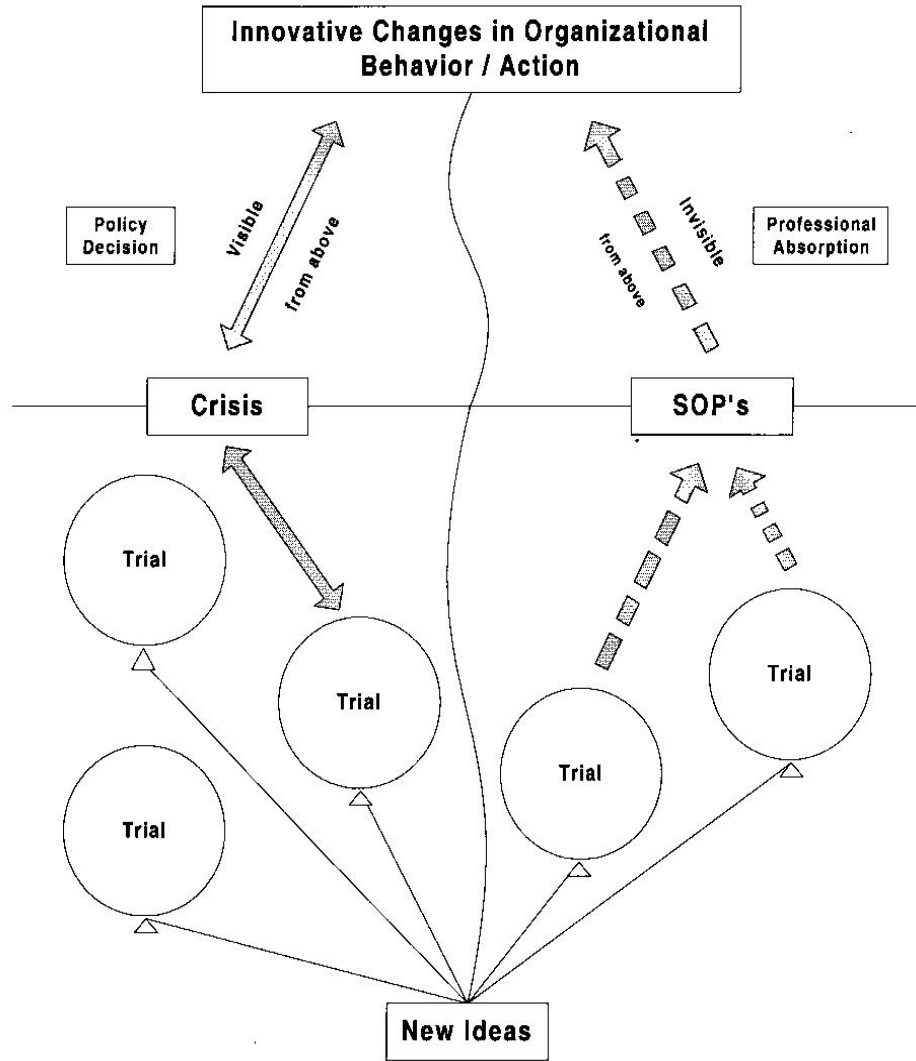 Innovative Changes in Organizational
Behavior / Action
Policy
Decision
Visible
from above
Invisible
from above
Professional
Absorption
Crisis
SOP's
Trial
Trial
Trial
Trial
Trial
New Ideas